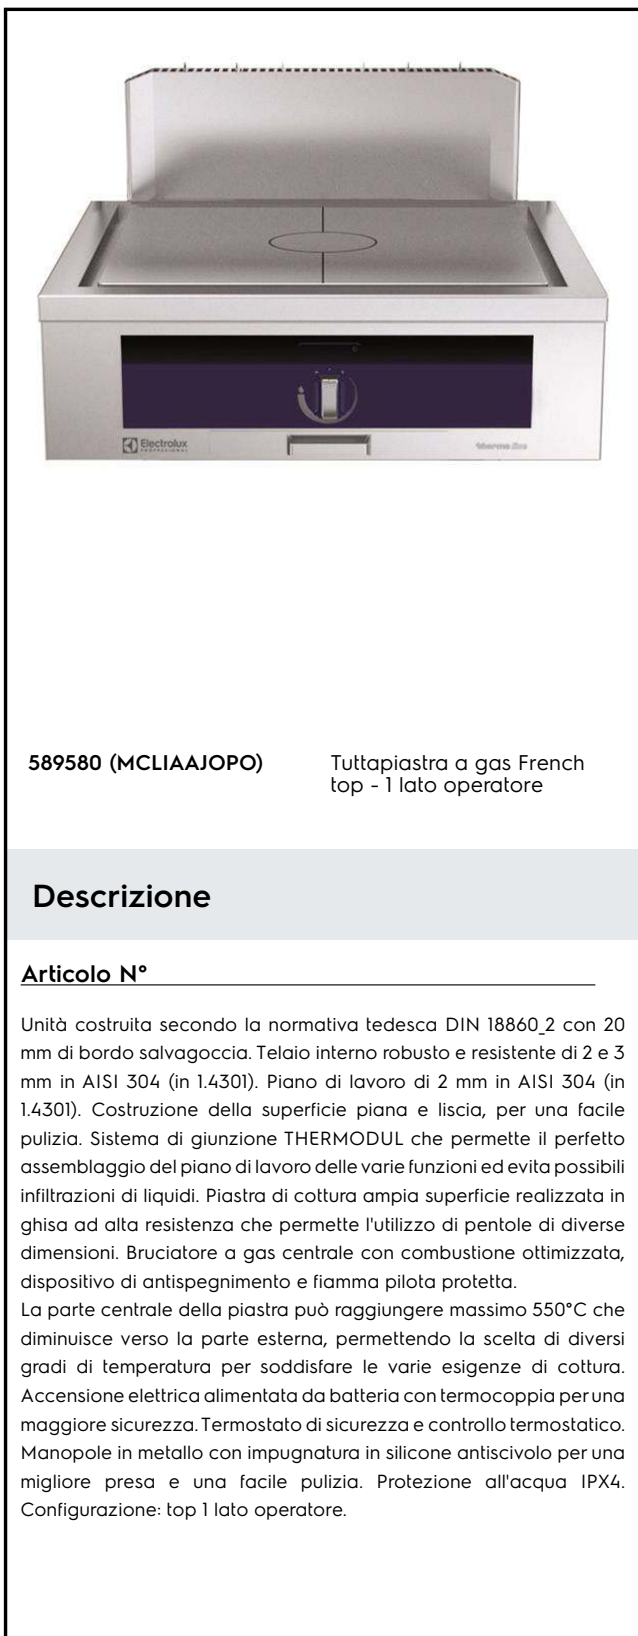 Electrolux
PROFESSIONAL
thermaline
589580 (MCLIAAJOPO)
Tuttapiastra a gas French
top - 1 lato operatore
Descrizione
Articolo N°
Unità costruita secondo la normativa tedesca DIN 18860_2 con 20
mm di bordo salvagoccia. Telaio interno robusto e resistente di 2 e 3
mm in AISI 304 (in 1.4301). Piano di lavoro di 2 mm in AISI 304 (in
1.4301). Costruzione della superficie piana e liscia, per una facile
pulizia. Sistema di giunzione THERMODUL che permette il perfetto
assemblaggio del piano di lavoro delle varie funzioni ed evita possibili
infiltrazioni di liquidi. Piastra di cottura ampia superficie realizzata in
ghisa ad alta resistenza che permette l'utilizzo di pentole di diverse
dimensioni. Bruciatore a gas centrale con combustione ottimizzata,
dispositivo di antispegnimento e fiamma pilota protetta.
La parte centrale della piastra può raggiungere massimo 550°C che
diminuisce verso la parte esterna, permettendo la scelta di diversi
gradi di temperatura per soddisfare le varie esigenze di cottura.
Accensione elettrica alimentata da batteria con termocoppia per una
maggiore sicurezza. Termostato di sicurezza e controllo termostatico.
Manopole in metallo con impugnatura in silicone antiscivolo per una
migliore presa e una facile pulizia. Protezione all'acqua IPX4.
Configurazione: top 1 lato operatore.